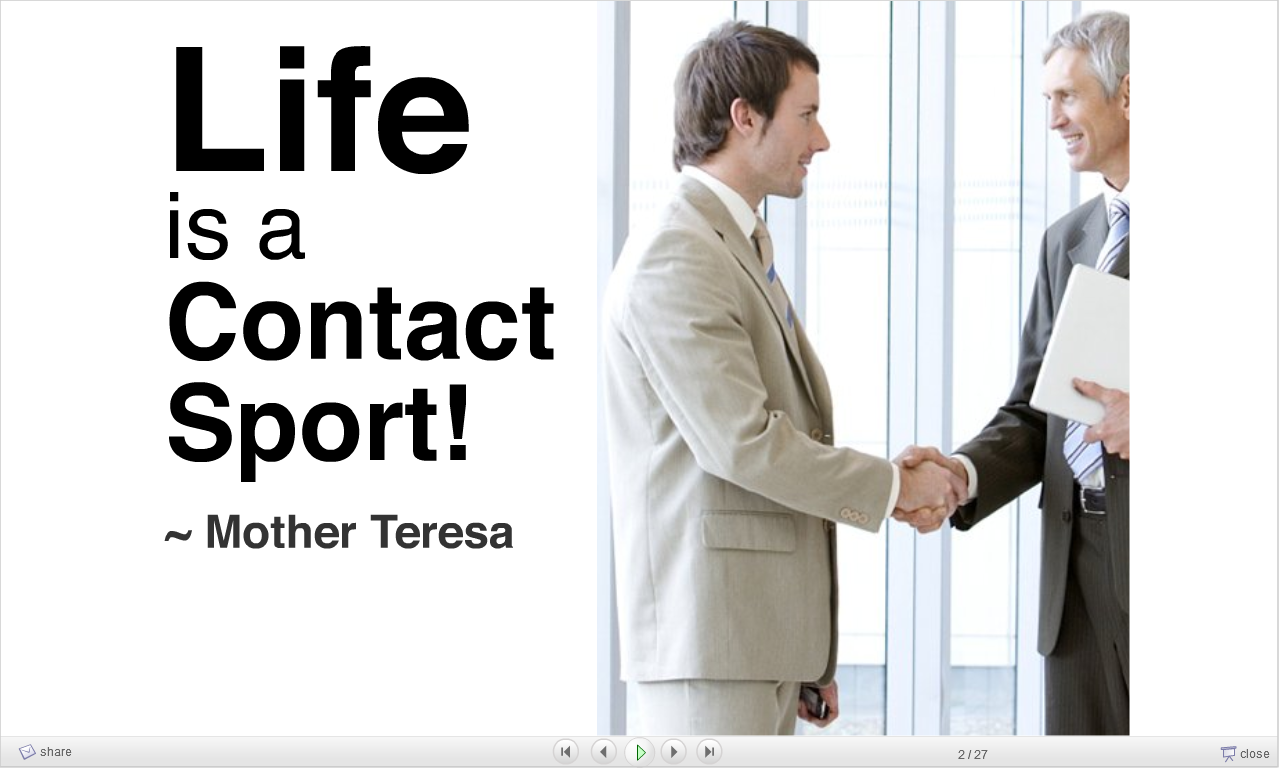 Life
is a
Contact
Sport!
~ Mother Teresa
share
2 / 27
close